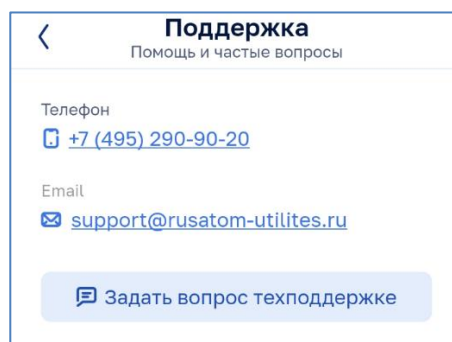 Поддержка
Помощь и частые вопросы
Телефон
+7 (495) 290-90-20
Email
support@rusatom-utilites.ru
Задать вопрос техподдержке